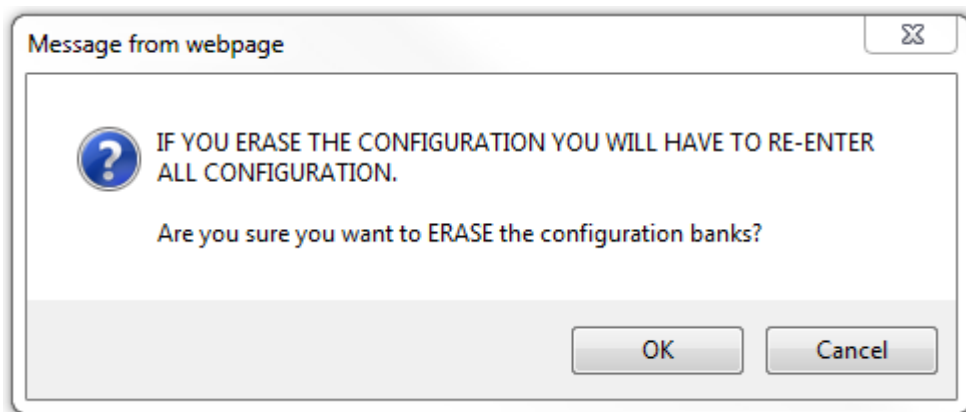 Message from webpage
IF YOU ERASE THE CONFIGURATION YOU WILL HAVE TO RE-ENTER
ALL CONFIGURATION.
Are you sure you want to ERASE the configuration banks?
OK
Cancel